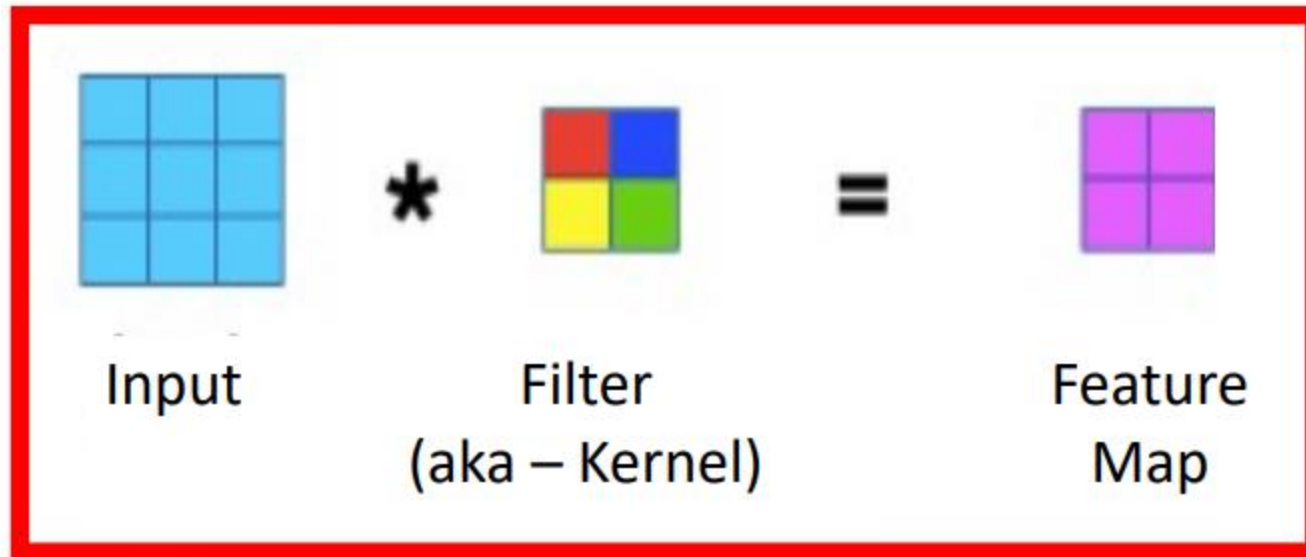 * =
Input
Filter
(aka – Kernel)
Feature
Map